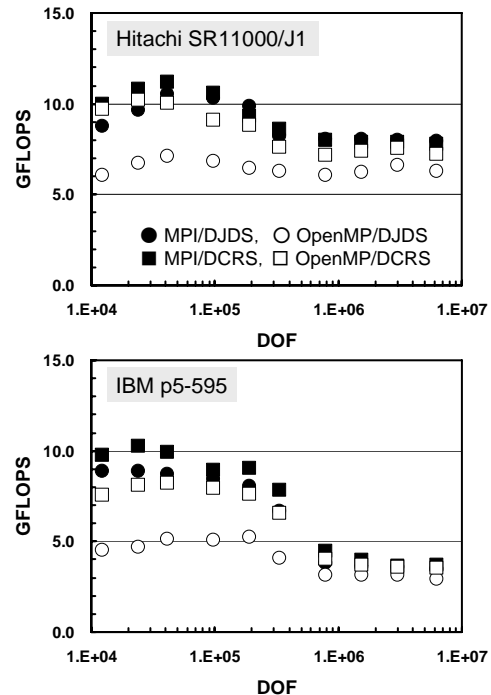 15.0
Hitachi SR11000/J1
10.0
GFLOPS
5.0
● MPI/DJDS, ○ OpenMP/DJDS
■ MPI/DCRS, □ OpenMP/DCRS
0.0
1.E+04 1.E+05 1.E+06 1.E+07
DOF
15.0
IBM p5-595
10.0
GFLOPS
5.0
0.0
1.E+04 1.E+05 1.E+06 1.E+07
DOF